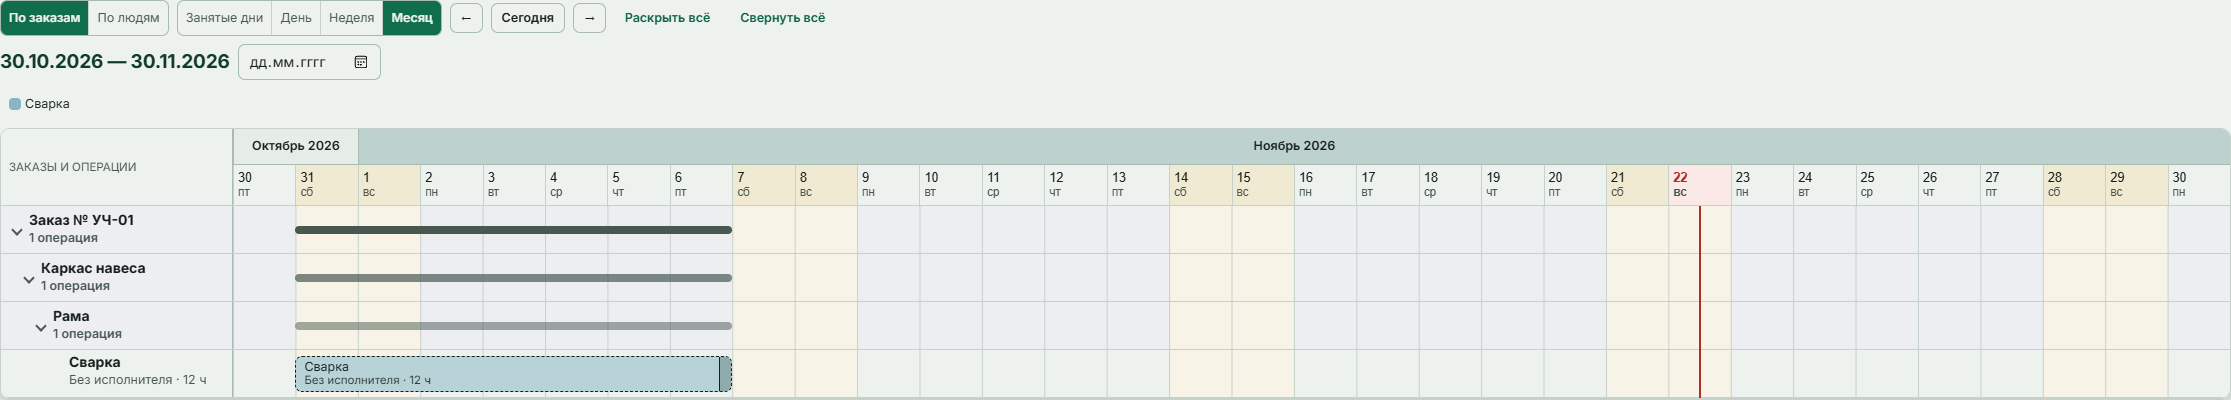 По заказам По людям Занятые дни День Неделя Месяц ← Сегодня → Раскрыть всё Свернуть всё
30.10.2026 — 30.11.2026 дд.мм.гггг
Сварка
ЗАКАЗЫ И ОПЕРАЦИИ
Октябрь 2026 Ноябрь 2026
30 31 1 2 3 4 5 6 7 8 9 10 11 12 13 14 15 16 17 18 19 20 21 22 23 24 25 26 27 28 29 30
пт сб вс пн вт ср чт пт сб вс пн вт ср чт пт сб вс пн вт ср чт пт сб вс пн вт ср чт пт сб вс пн
Заказ № УЧ-01
1 операция
Каркас навеса
1 операция
Рама
1 операция
Сварка
Без исполнителя · 12 ч
Сварка
Без исполнителя · 12 ч